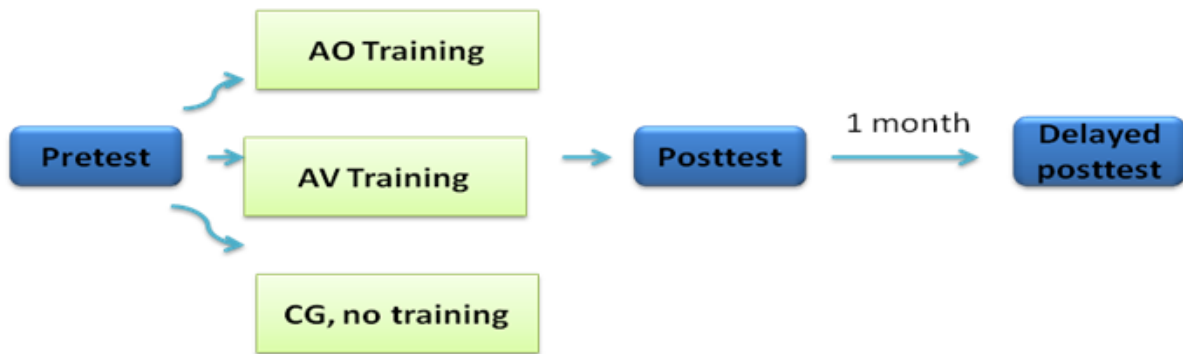 Pretest
AO Training
AV Training
CG, no training
Posttest
1 month
Delayed
posttest